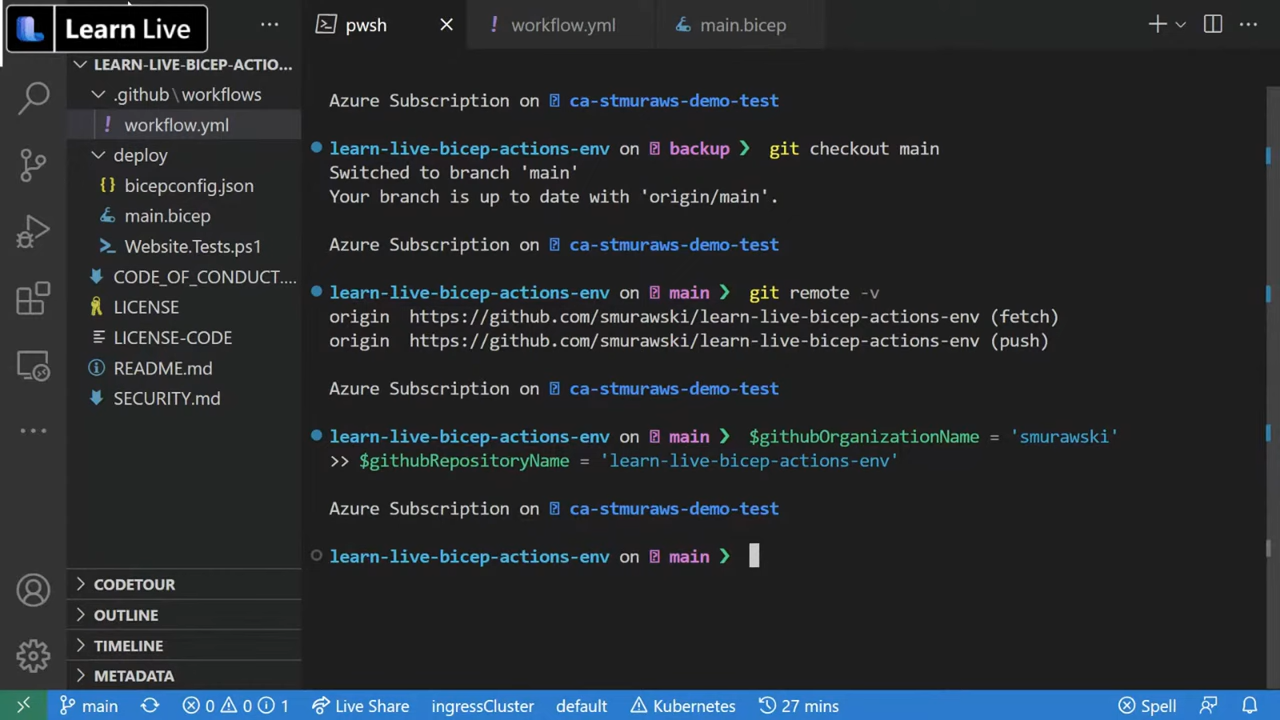 Learn Live
pwsh
workflow.yml
main.bicep
LEARN-LIVE-BICEP-ACTIO...
.github\workflows
workflow.yml
deploy
bicepconfig.json
main.bicep
Website.Tests.ps1
CODE_OF_CONDUCT....
LICENSE
LICENSE-CODE
README.md
SECURITY.md
CODETOUR
OUTLINE
TIMELINE
METADATA
Azure Subscription on ca-stmuraws-demo-test
learn-live-bicep-actions-env on backup ❯ git checkout main
Switched to branch 'main'
Your branch is up to date with 'origin/main'.
Azure Subscription on ca-stmuraws-demo-test
learn-live-bicep-actions-env on main ❯ git remote -v
origin https://github.com/smurawski/learn-live-bicep-actions-env (fetch)
origin https://github.com/smurawski/learn-live-bicep-actions-env (push)
Azure Subscription on ca-stmuraws-demo-test
learn-live-bicep-actions-env on main ❯ $githubOrganizationName = 'smurawski'
>> $githubRepositoryName = 'learn-live-bicep-actions-env'
Azure Subscription on ca-stmuraws-demo-test
learn-live-bicep-actions-env on main ❯
main 0 0 1 Live Share ingressCluster default Kubernetes 27 mins Spell